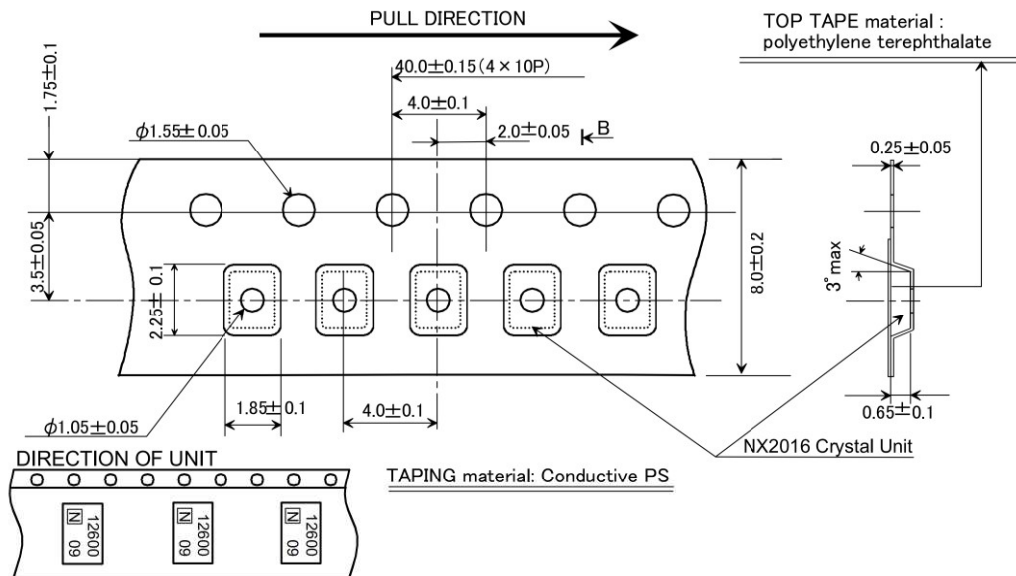 PULL DIRECTION
TOP TAPE material :
polyethylene terephthalate
1.75±0.1
40.0±0.15(4×10P)
4.0±0.1
φ1.55±0.05
2.0±0.05
B
0.25±0.05
3.5±0.05
2.25± 0.1
8.0±0.2
3°max
1.85±0.1
4.0±0.1
0.65±0.1
φ1.05±0.05
NX2016 Crystal Unit
DIRECTION OF UNIT
TAPING material: Conductive PS
12600
N 09
12600
N 09
12600
N 09